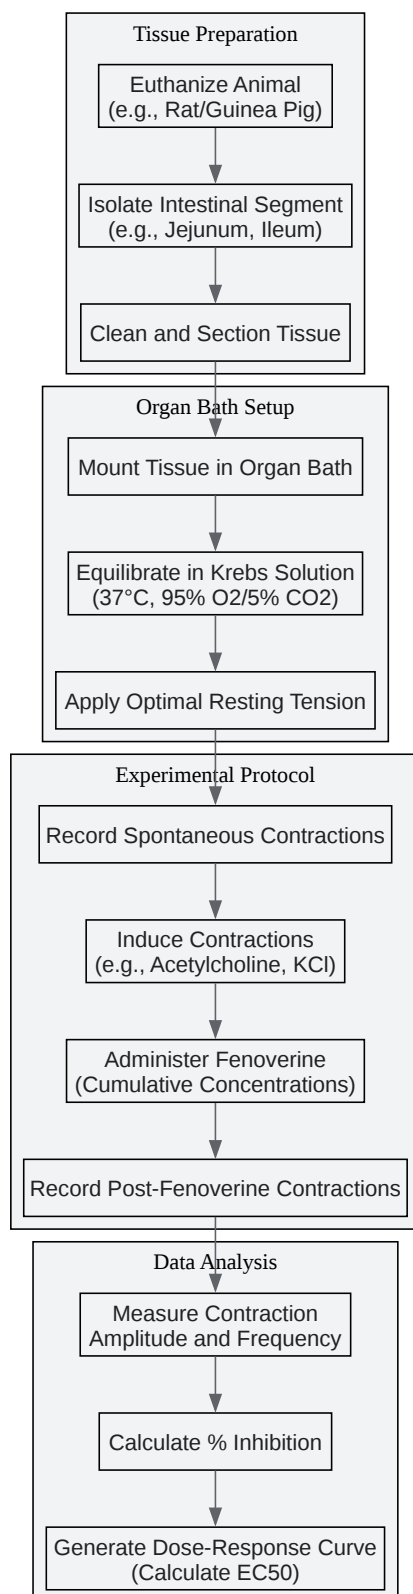 Tissue Preparation
Euthanize Animal
(e.g., Rat/Guinea Pig)
Isolate Intestinal Segment
(e.g., Jejunum, Ileum)
Clean and Section Tissue
Organ Bath Setup
Mount Tissue in Organ Bath
Equilibrate in Krebs Solution
(37°C, 95% O2/5% CO2)
Apply Optimal Resting Tension
Experimental Protocol
Record Spontaneous Contractions
Induce Contractions
(e.g., Acetylcholine, KCl)
Administer Fenoverine
(Cumulative Concentrations)
Record Post-Fenoverine Contractions
Data Analysis
Measure Contraction
Amplitude and Frequency
Calculate % Inhibition
Generate Dose-Response Curve
(Calculate EC50)